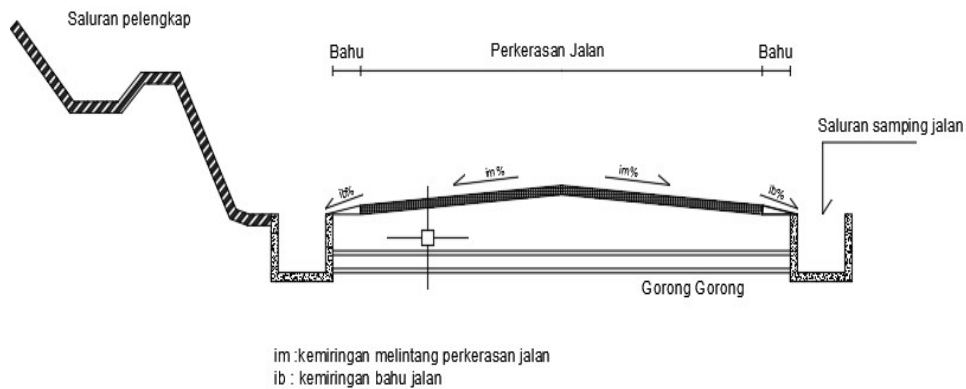 Saluran pelengkap
Bahu
Perkerasan Jalan
Bahu
Saluran samping jalan
ib%
im%
im%
ib%
Gorong Gorong
im :kemiringan melintang perkerasan jalan
ib : kemiringan bahu jalan